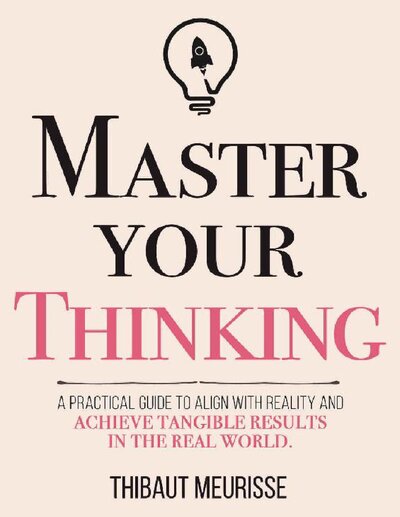 MASTER
YOUR
THINKING
A PRACTICAL GUIDE TO ALIGN WITH REALITY AND
ACHIEVE TANGIBLE RESULTS
IN THE REAL WORLD.
THIBAUT MEURISSE